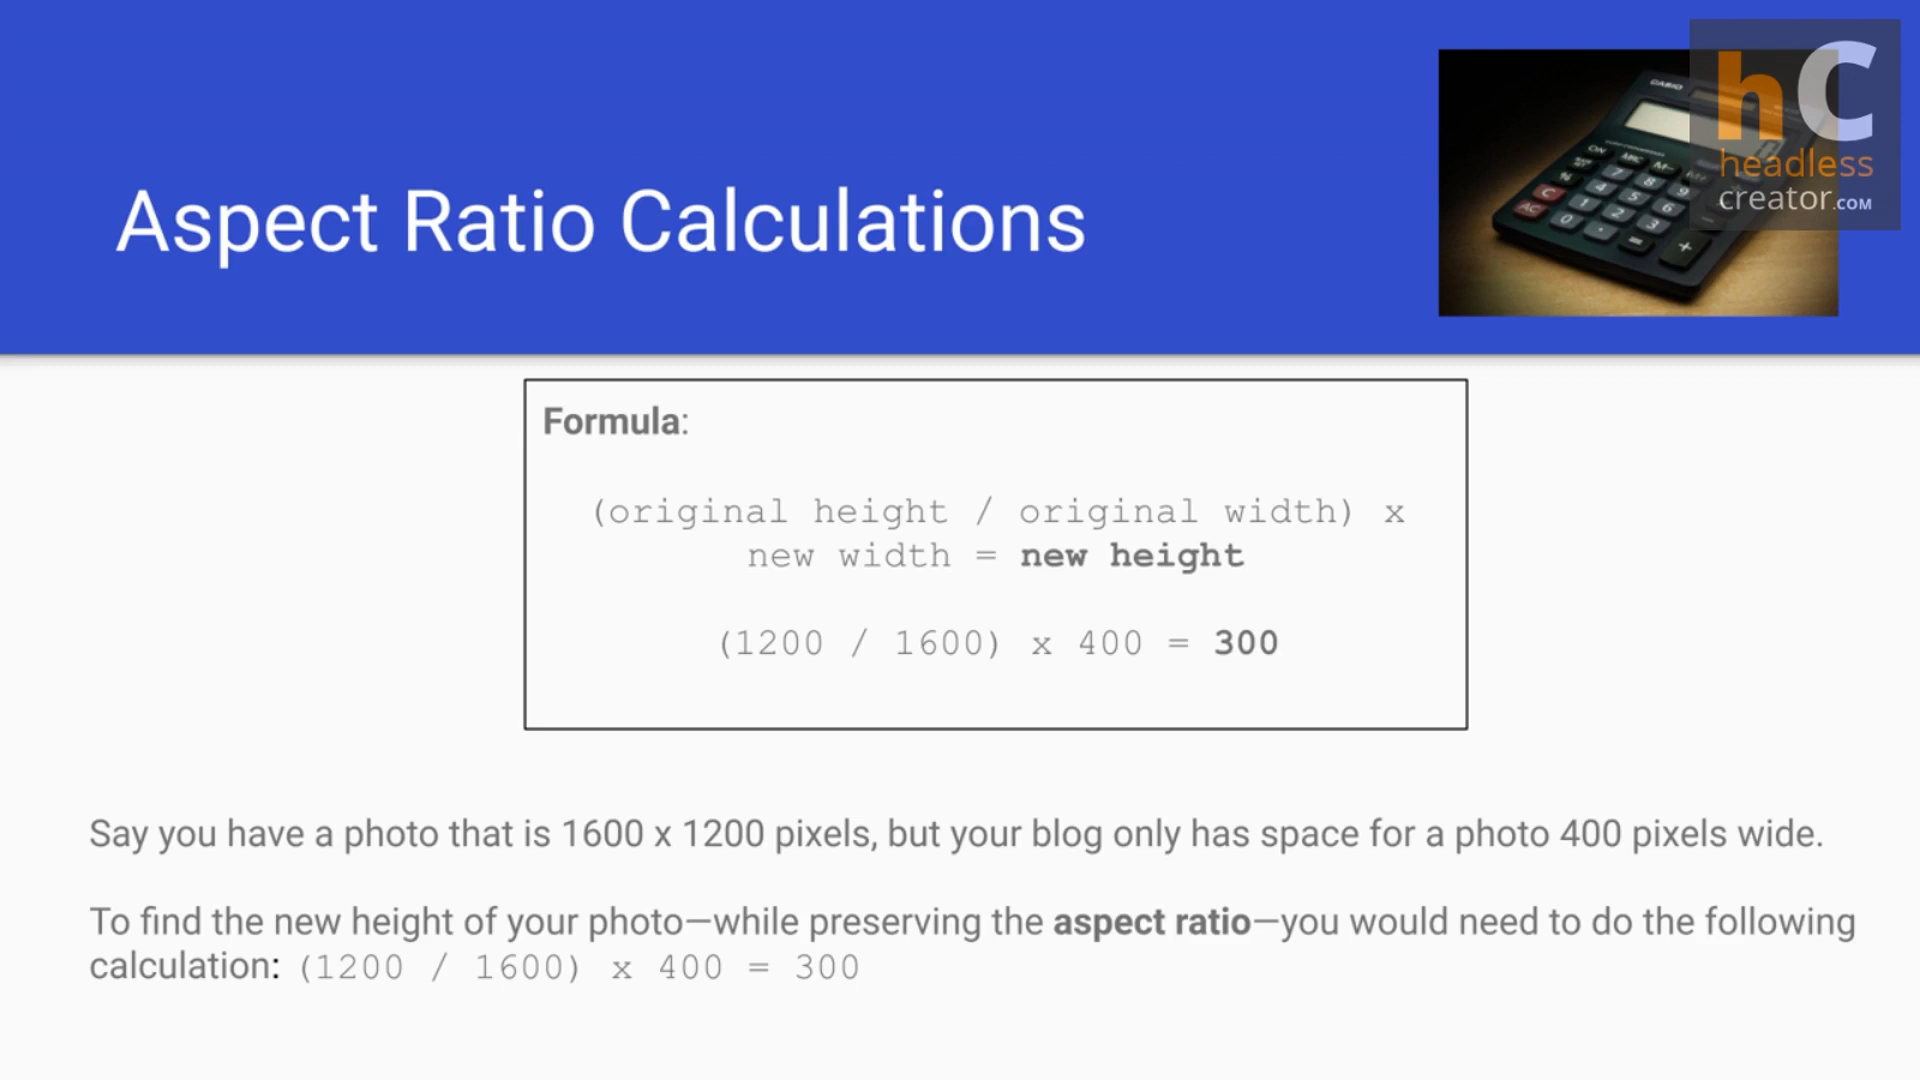 hC
headless
creator.COM
CASIO
Aspect Ratio Calculations
Formula:
(original height / original width) x
new width = new height
(1200 / 1600) x 400 = 300
Say you have a photo that is 1600 x 1200 pixels, but your blog only has space for a photo 400 pixels wide.
To find the new height of your photo—while preserving the aspect ratio—you would need to do the following
calculation: (1200 / 1600) x 400 = 300